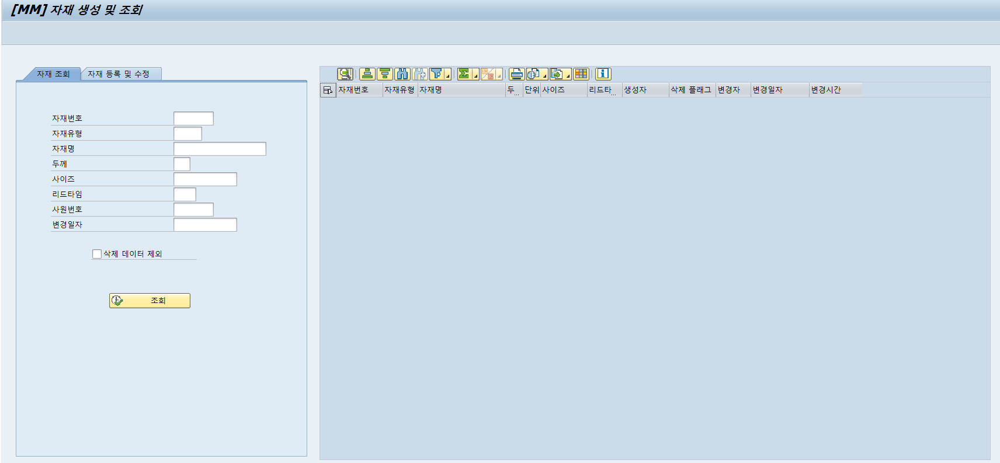 [MM] 자재 생성 및 조회
자재 조회 자재 등록 및 수정
자재번호
자재유형
자재명
두께
사이즈
리드타임
사원번호
변경일자
삭제 데이터 제외
조회
자재번호 자재유형 자재명 두... 단위 사이즈 리드타... 생성자 삭제 플래그 변경자 변경일자 변경시간